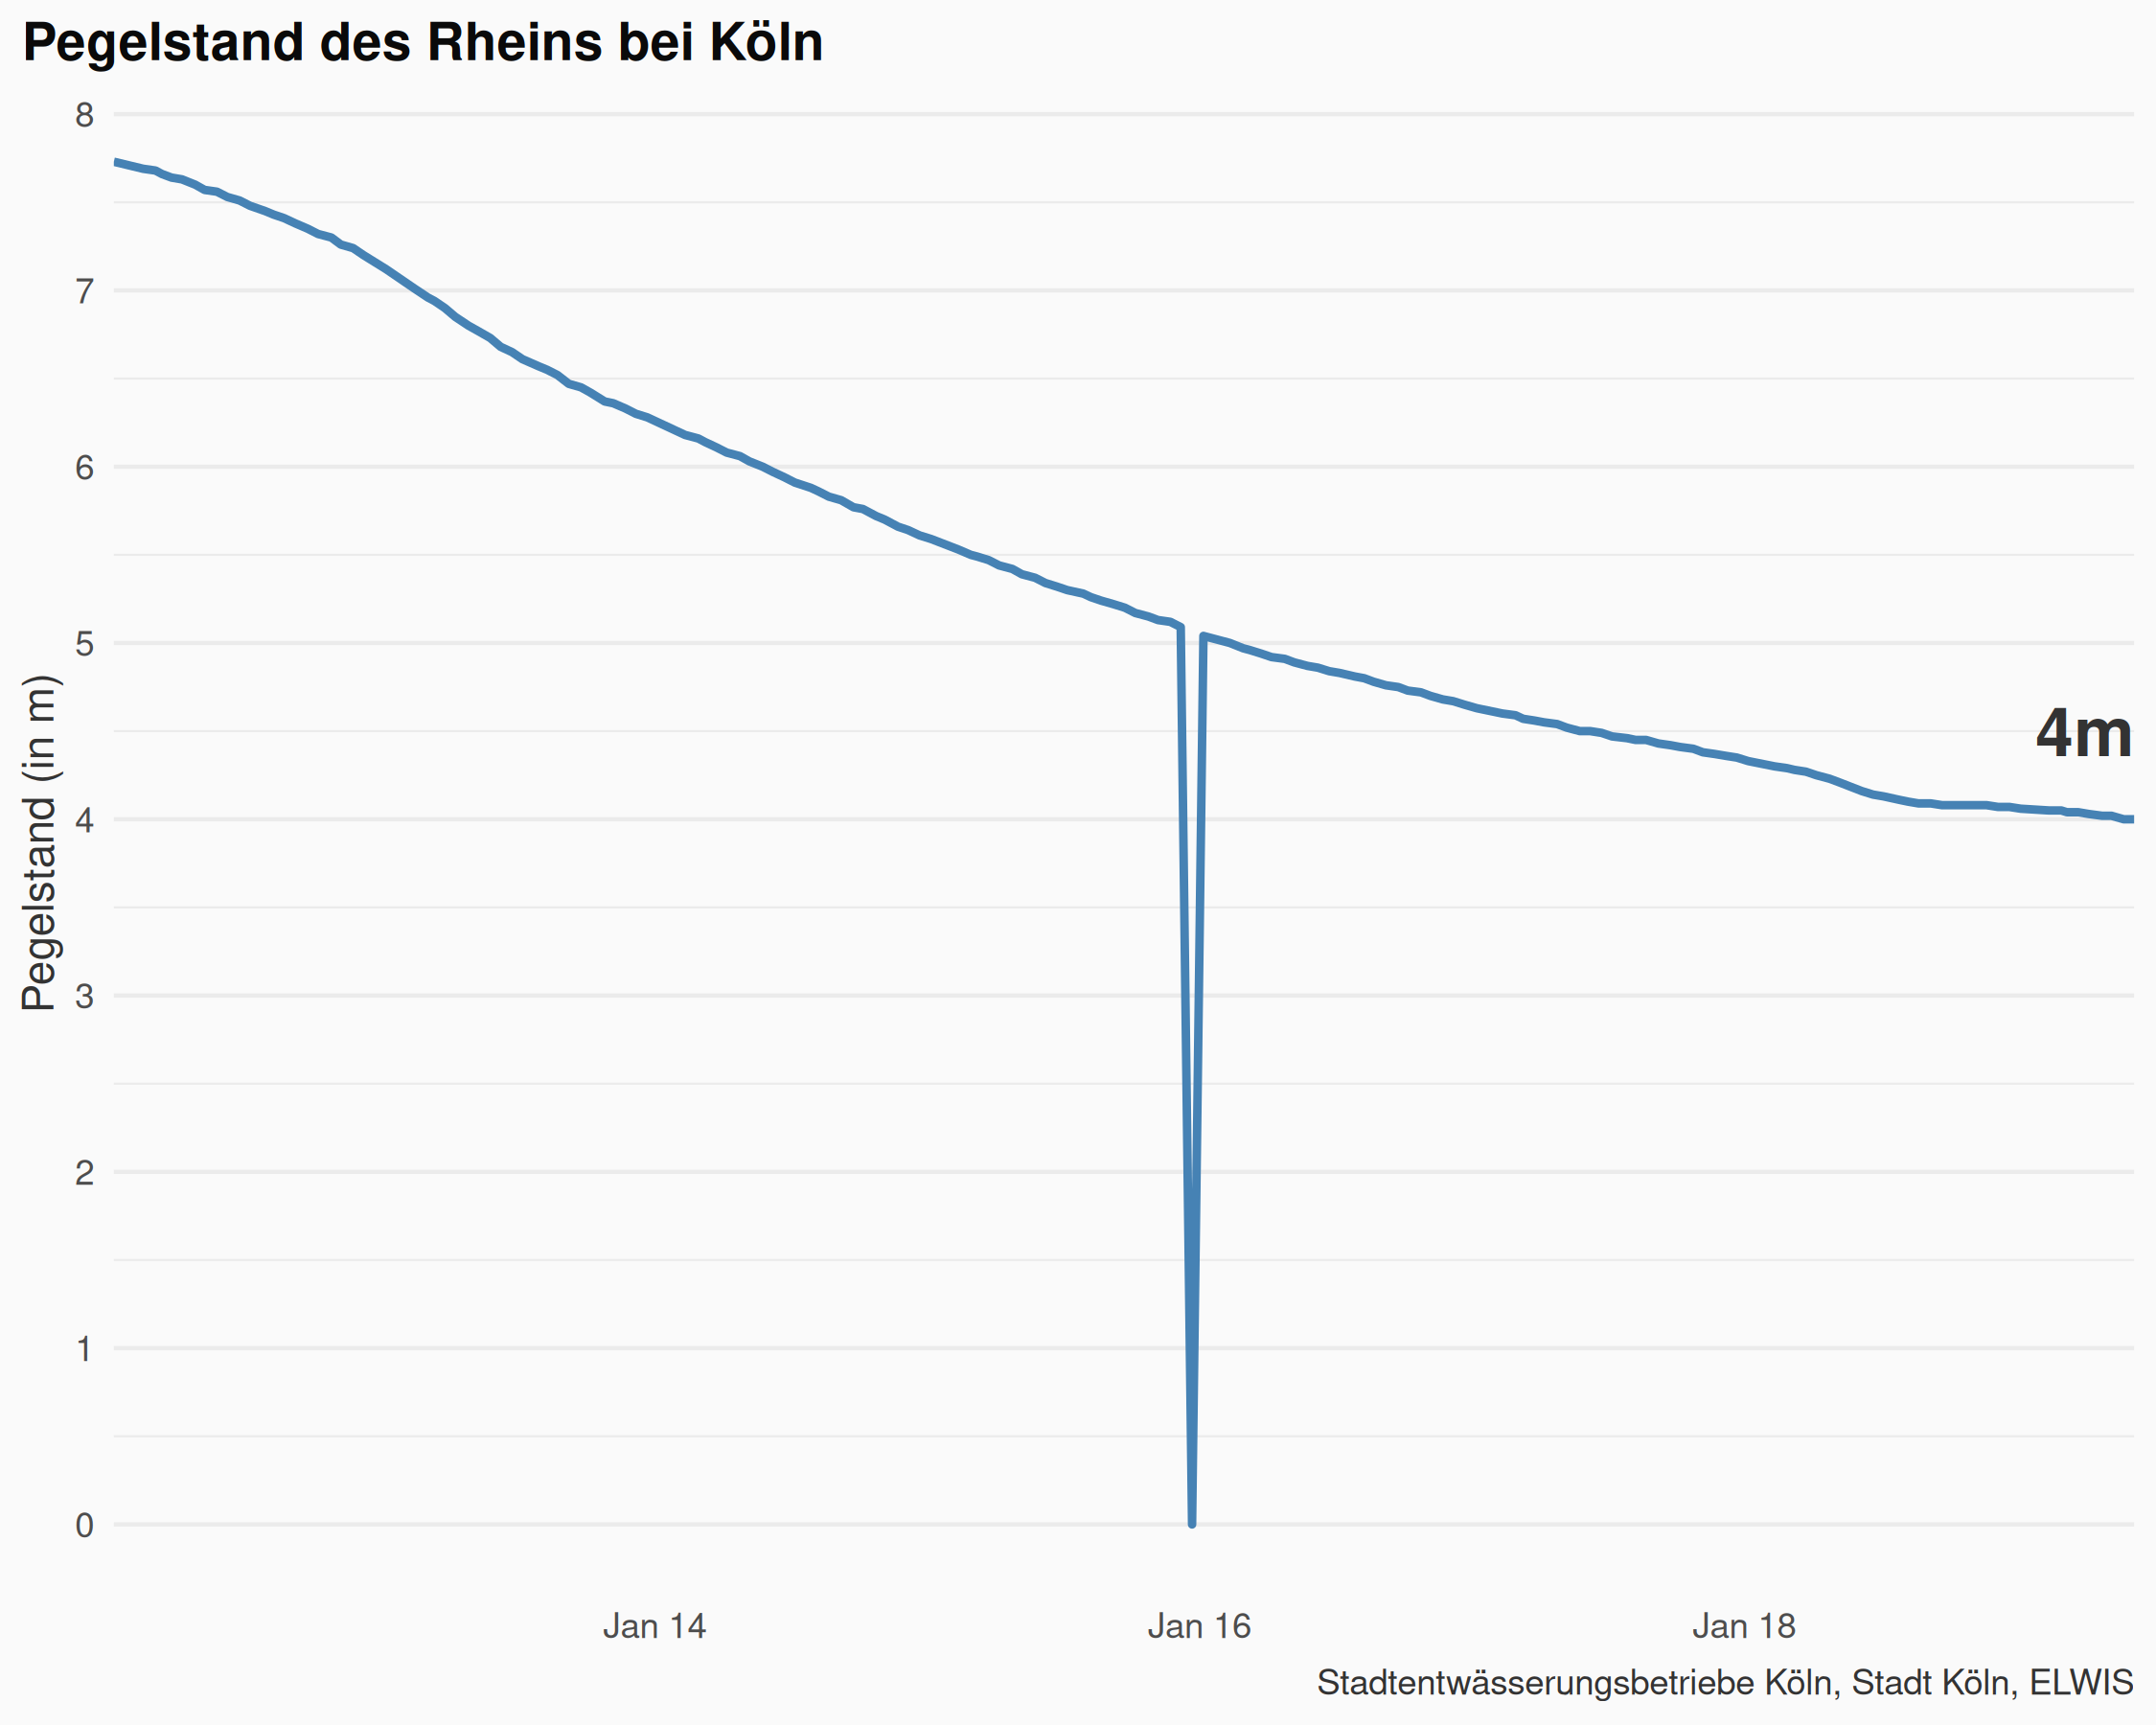 Pegelstand des Rheins bei Köln
Pegelstand (in m)
8
7
6
5
4
3
2
1
0
4m
Jan 14
Jan 16
Jan 18
Stadtentwässerungsbetriebe Köln, Stadt Köln, ELWIS